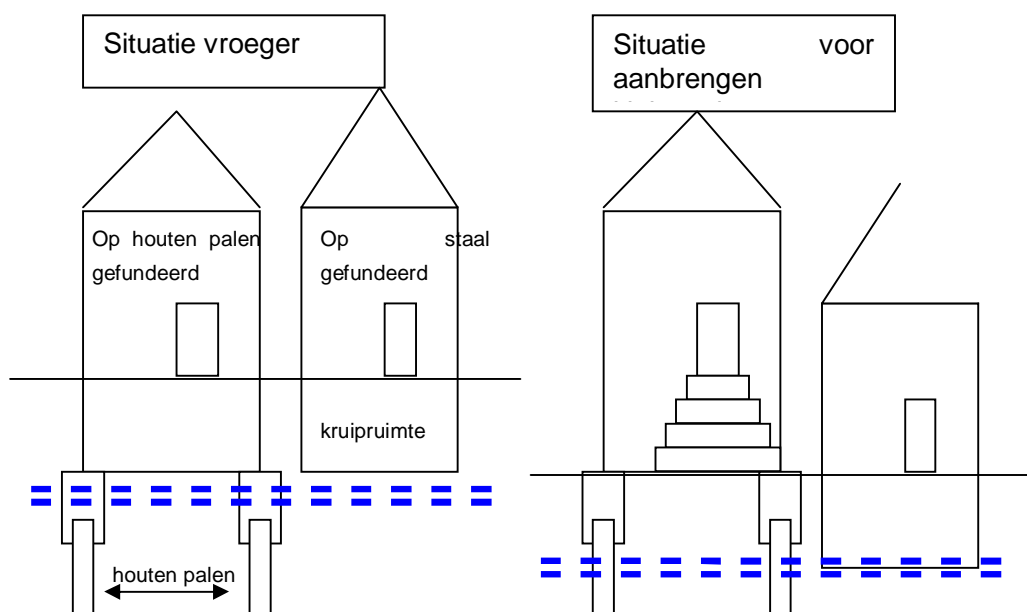 Situatie vroeger
Situatie voor
aanbrengen
Op houten palen
gefundeerd
Op staal
gefundeerd
kruipruimte
houten palen